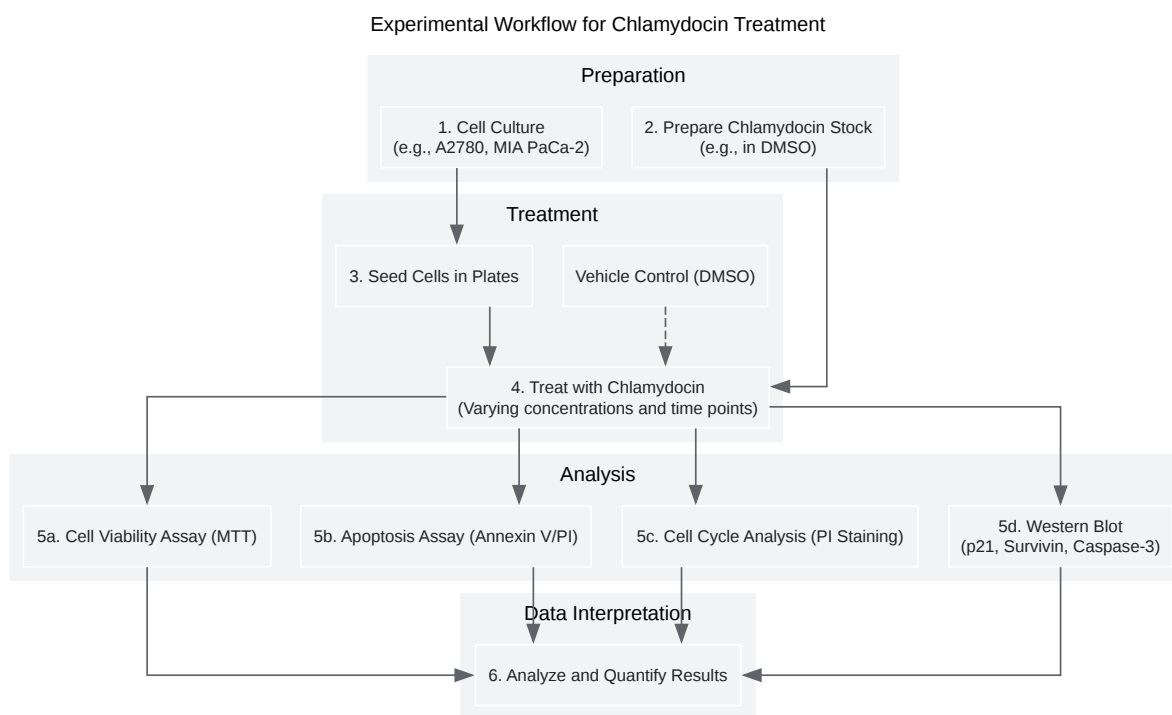 Experimental Workflow for Chlamydocin Treatment
Preparation
1. Cell Culture
(e.g., A2780, MIA PaCa-2)
2. Prepare Chlamydocin Stock
(e.g., in DMSO)
Treatment
3. Seed Cells in Plates
Vehicle Control (DMSO)
4. Treat with Chlamydocin
(Varying concentrations and time points)
Analysis
5a. Cell Viability Assay (MTT)
5b. Apoptosis Assay (Annexin V/PI)
5c. Cell Cycle Analysis (PI Staining)
5d. Western Blot
(p21, Survivin, Caspase-3)
Data Interpretation
6. Analyze and Quantify Results